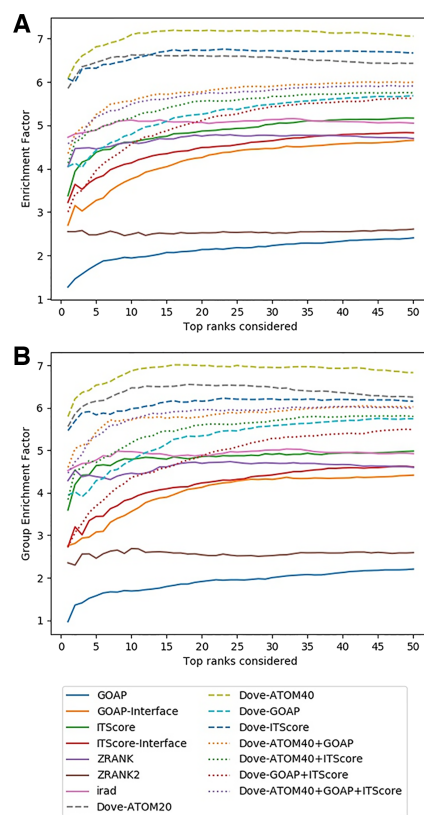 A
Enrichment Factor
7
6
5
4
3
2
1
0 5 10 15 20 25 30 35 40 45 50
Top ranks considered
B
Group Enrichment Factor
7
6
5
4
3
2
1
0 5 10 15 20 25 30 35 40 45 50
Top ranks considered
GOAP
GOAP-Interface
ITScore
ITScore-Interface
ZRANK
ZRANK2
irad
Dove-ATOM20
Dove-ATOM40
Dove-GOAP
Dove-ITScore
Dove-ATOM40+GOAP
Dove-ATOM40+ITScore
Dove-GOAP+ITScore
Dove-ATOM40+GOAP+ITScore